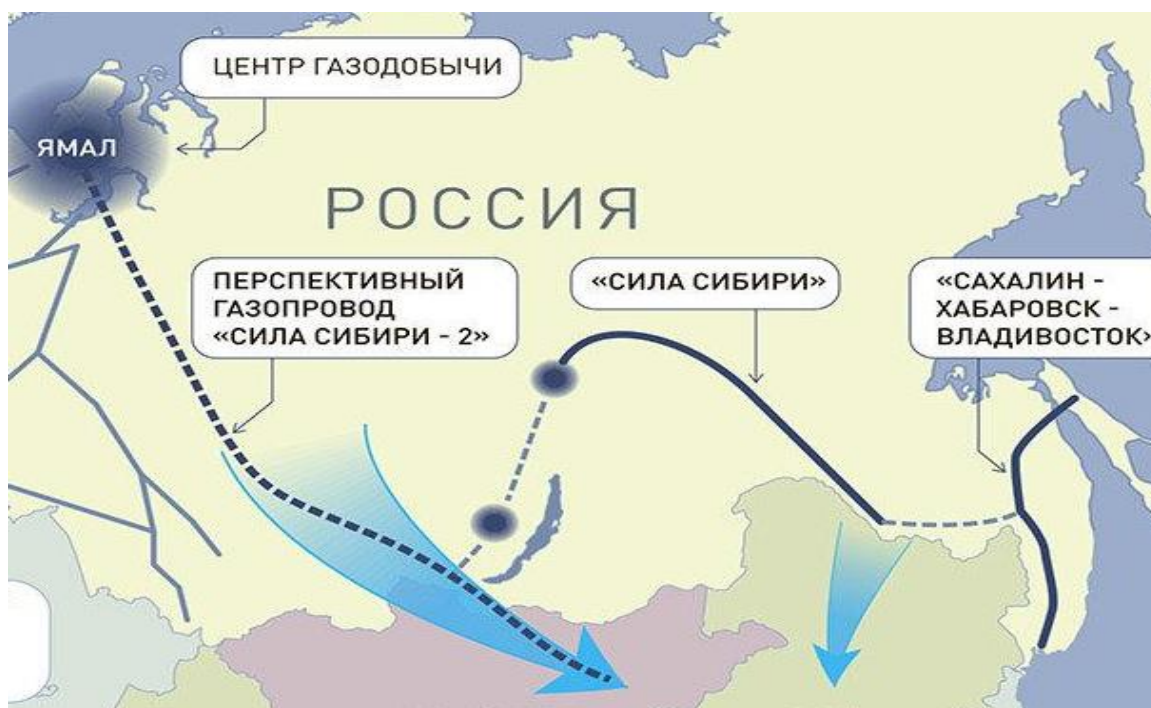 ЦЕНТР ГАЗОДОБЫЧИ
ЯМАЛ
РОССИЯ
ПЕРСПЕКТИВНЫЙ
ГАЗОПРОВОД
«СИЛА СИБИРИ - 2»
«СИЛА СИБИРИ»
«САХАЛИН -
ХАБАРОВСК -
ВЛАДИВОСТОК»